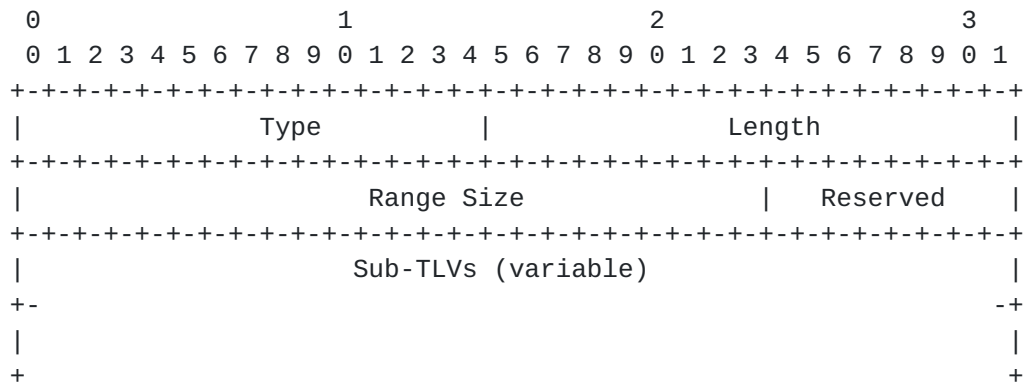 0                   1                   2                   3
 0 1 2 3 4 5 6 7 8 9 0 1 2 3 4 5 6 7 8 9 0 1 2 3 4 5 6 7 8 9 0 1
+-+-+-+-+-+-+-+-+-+-+-+-+-+-+-+-+-+-+-+-+-+-+-+-+-+-+-+-+-+-+-+-+
|               Type          |               Length            |
+-+-+-+-+-+-+-+-+-+-+-+-+-+-+-+-+-+-+-+-+-+-+-+-+-+-+-+-+-+-+-+-+
|                      Range Size               |   Reserved    |
+-+-+-+-+-+-+-+-+-+-+-+-+-+-+-+-+-+-+-+-+-+-+-+-+-+-+-+-+-+-+-+-+
|                     Sub-TLVs (variable)                       |
+-                                                             -+
|                                                               |
+                                                               +